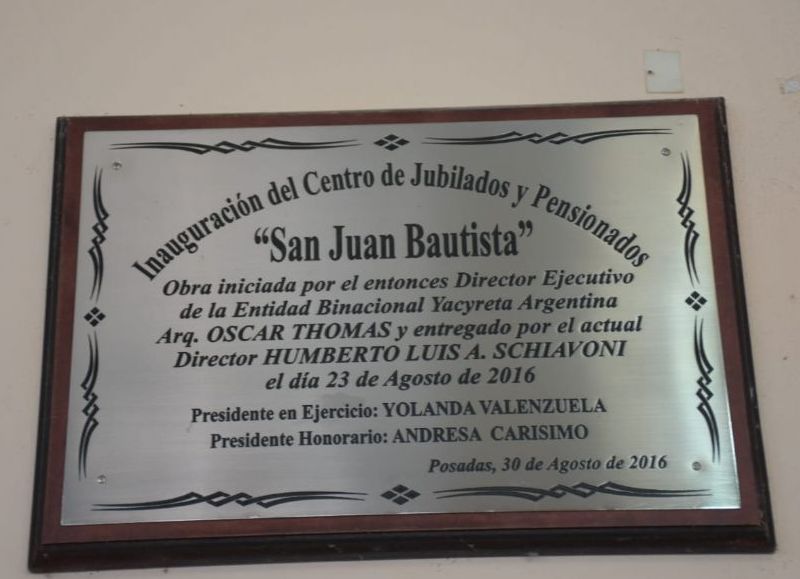 Inauguración del Centro de Jubilados y Pensionados
“San Juan Bautista”
Obra iniciada por el entonces Director Ejecutivo
de la Entidad Binacional Yacyreta Argentina
Arq. OSCAR THOMAS y entregado por el actual
Director HUMBERTO LUIS A. SCHIAVONI
el día 23 de Agosto de 2016
Presidente en Ejercicio: YOLANDA VALENZUELA
Presidente Honorario: ANDRESA CARISIMO
Posadas, 30 de Agosto de 2016